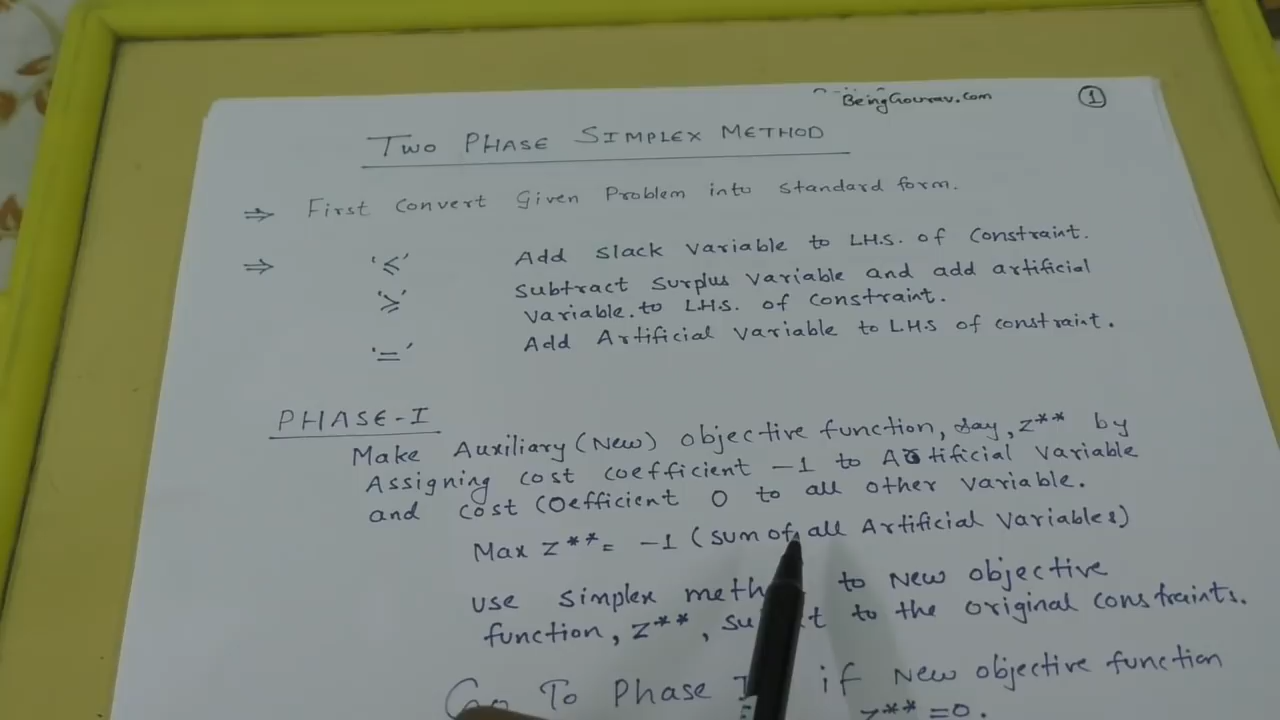 BeingGourav.com
1
TWO PHASE SIMPLEX METHOD
⇒ First Convert Given Problem into Standard form.
⇒ '≤' Add Slack Variable to L.H.S. of Constraint.
'≥' Subtract Surplus Variable and add artificial
Variable. to L.H.S. of Constraint.
'=' Add Artificial Variable to L.H.S of constraint.
PHASE-I
Make Auxiliary (New) objective function, say, Z** by
Assigning cost coefficient -1 to Artificial Variable
and cost coefficient 0 to all other variable.
Max Z** = -1 (Sum of all Artificial Variables)
use simplex to New objective
function, Z**, to the original constraints.
Go To Phase if New objective function
Z** = 0.